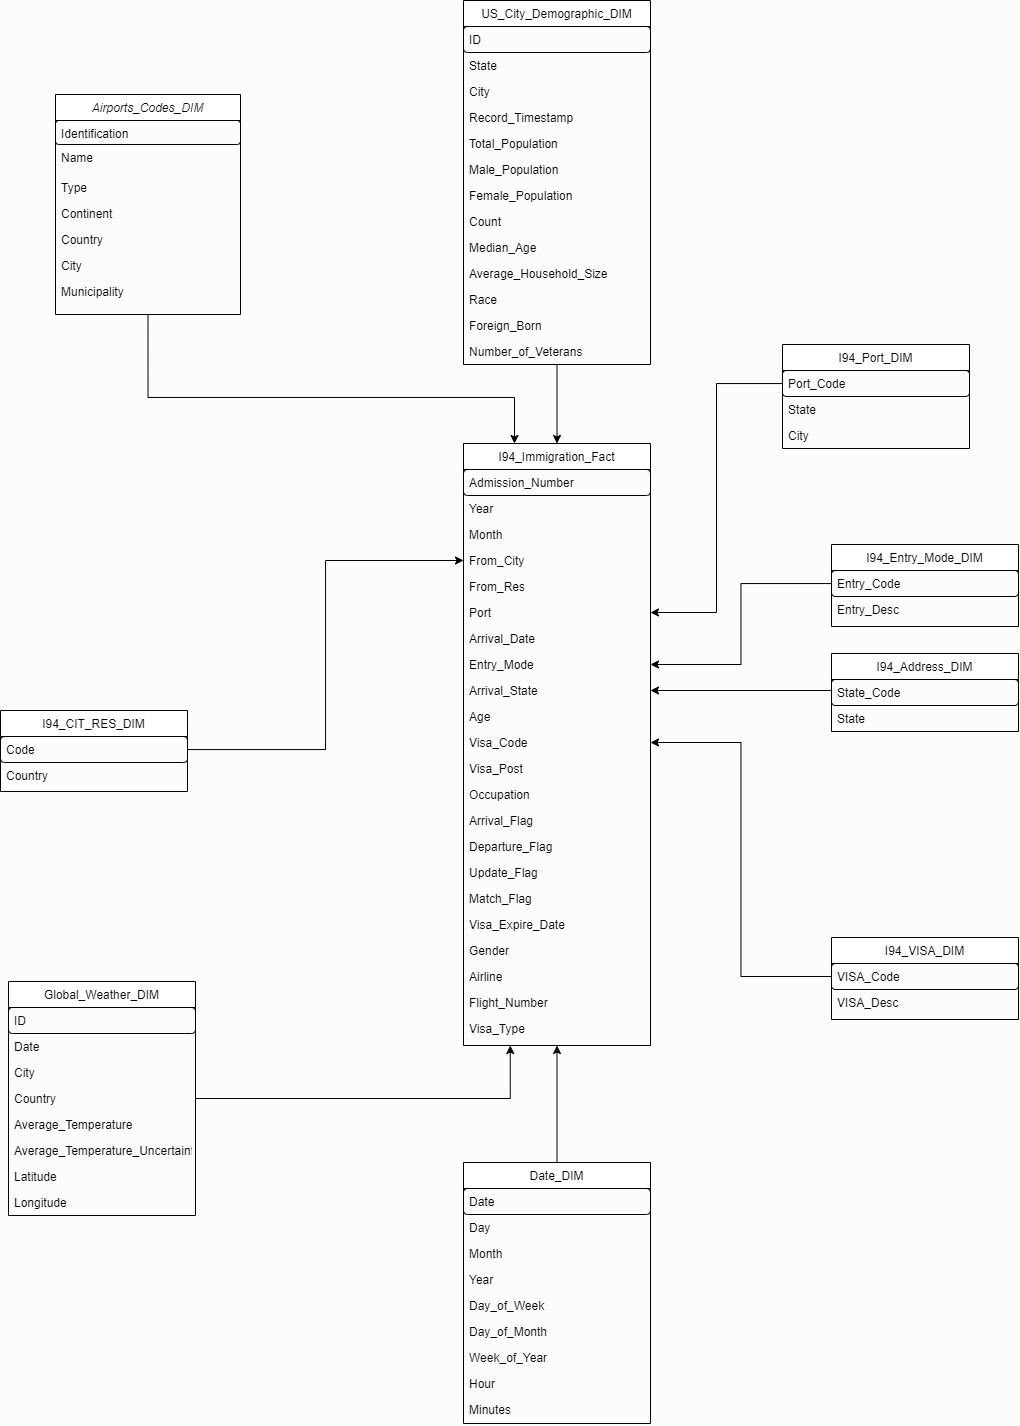 US_City_Demographic_DIM
ID
State
City
Record_Timestamp
Total_Population
Male_Population
Female_Population
Count
Median_Age
Average_Household_Size
Race
Foreign_Born
Number_of_Veterans
Airports_Codes_DIM
Identification
Name
Type
Continent
Country
City
Municipality
I94_Port_DIM
Port_Code
State
City
I94_Immigration_Fact
Admission_Number
Year
Month
From_City
From_Res
Port
Arrival_Date
Entry_Mode
Arrival_State
Age
Visa_Code
Visa_Post
Occupation
Arrival_Flag
Departure_Flag
Update_Flag
Match_Flag
Visa_Expire_Date
Gender
Airline
Flight_Number
Visa_Type
I94_Entry_Mode_DIM
Entry_Code
Entry_Desc
I94_Address_DIM
State_Code
State
I94_CIT_RES_DIM
Code
Country
I94_VISA_DIM
VISA_Code
VISA_Desc
Global_Weather_DIM
ID
Date
City
Country
Average_Temperature
Average_Temperature_Uncertain
Latitude
Longitude
Date_DIM
Date
Day
Month
Year
Day_of_Week
Day_of_Month
Week_of_Year
Hour
Minutes